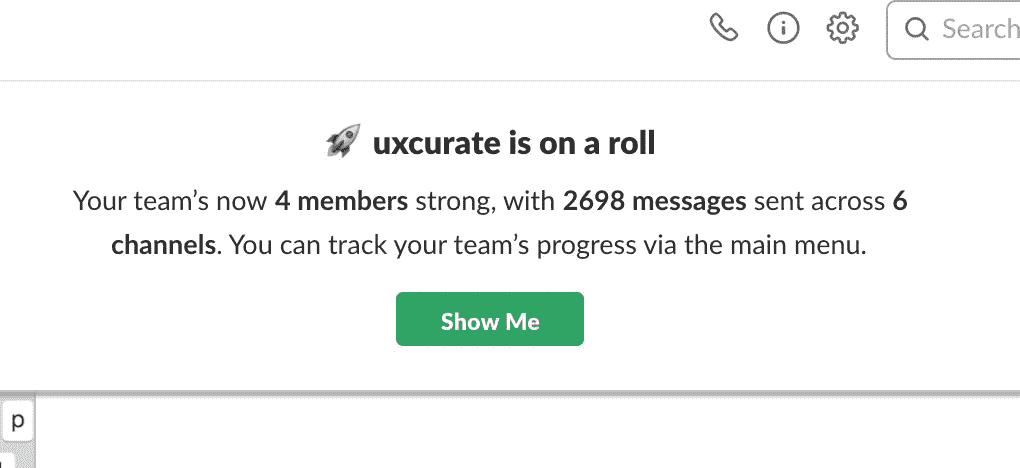 Search
uxcurate is on a roll
Your team’s now 4 members strong, with 2698 messages sent across 6
channels. You can track your team’s progress via the main menu.
Show Me
p